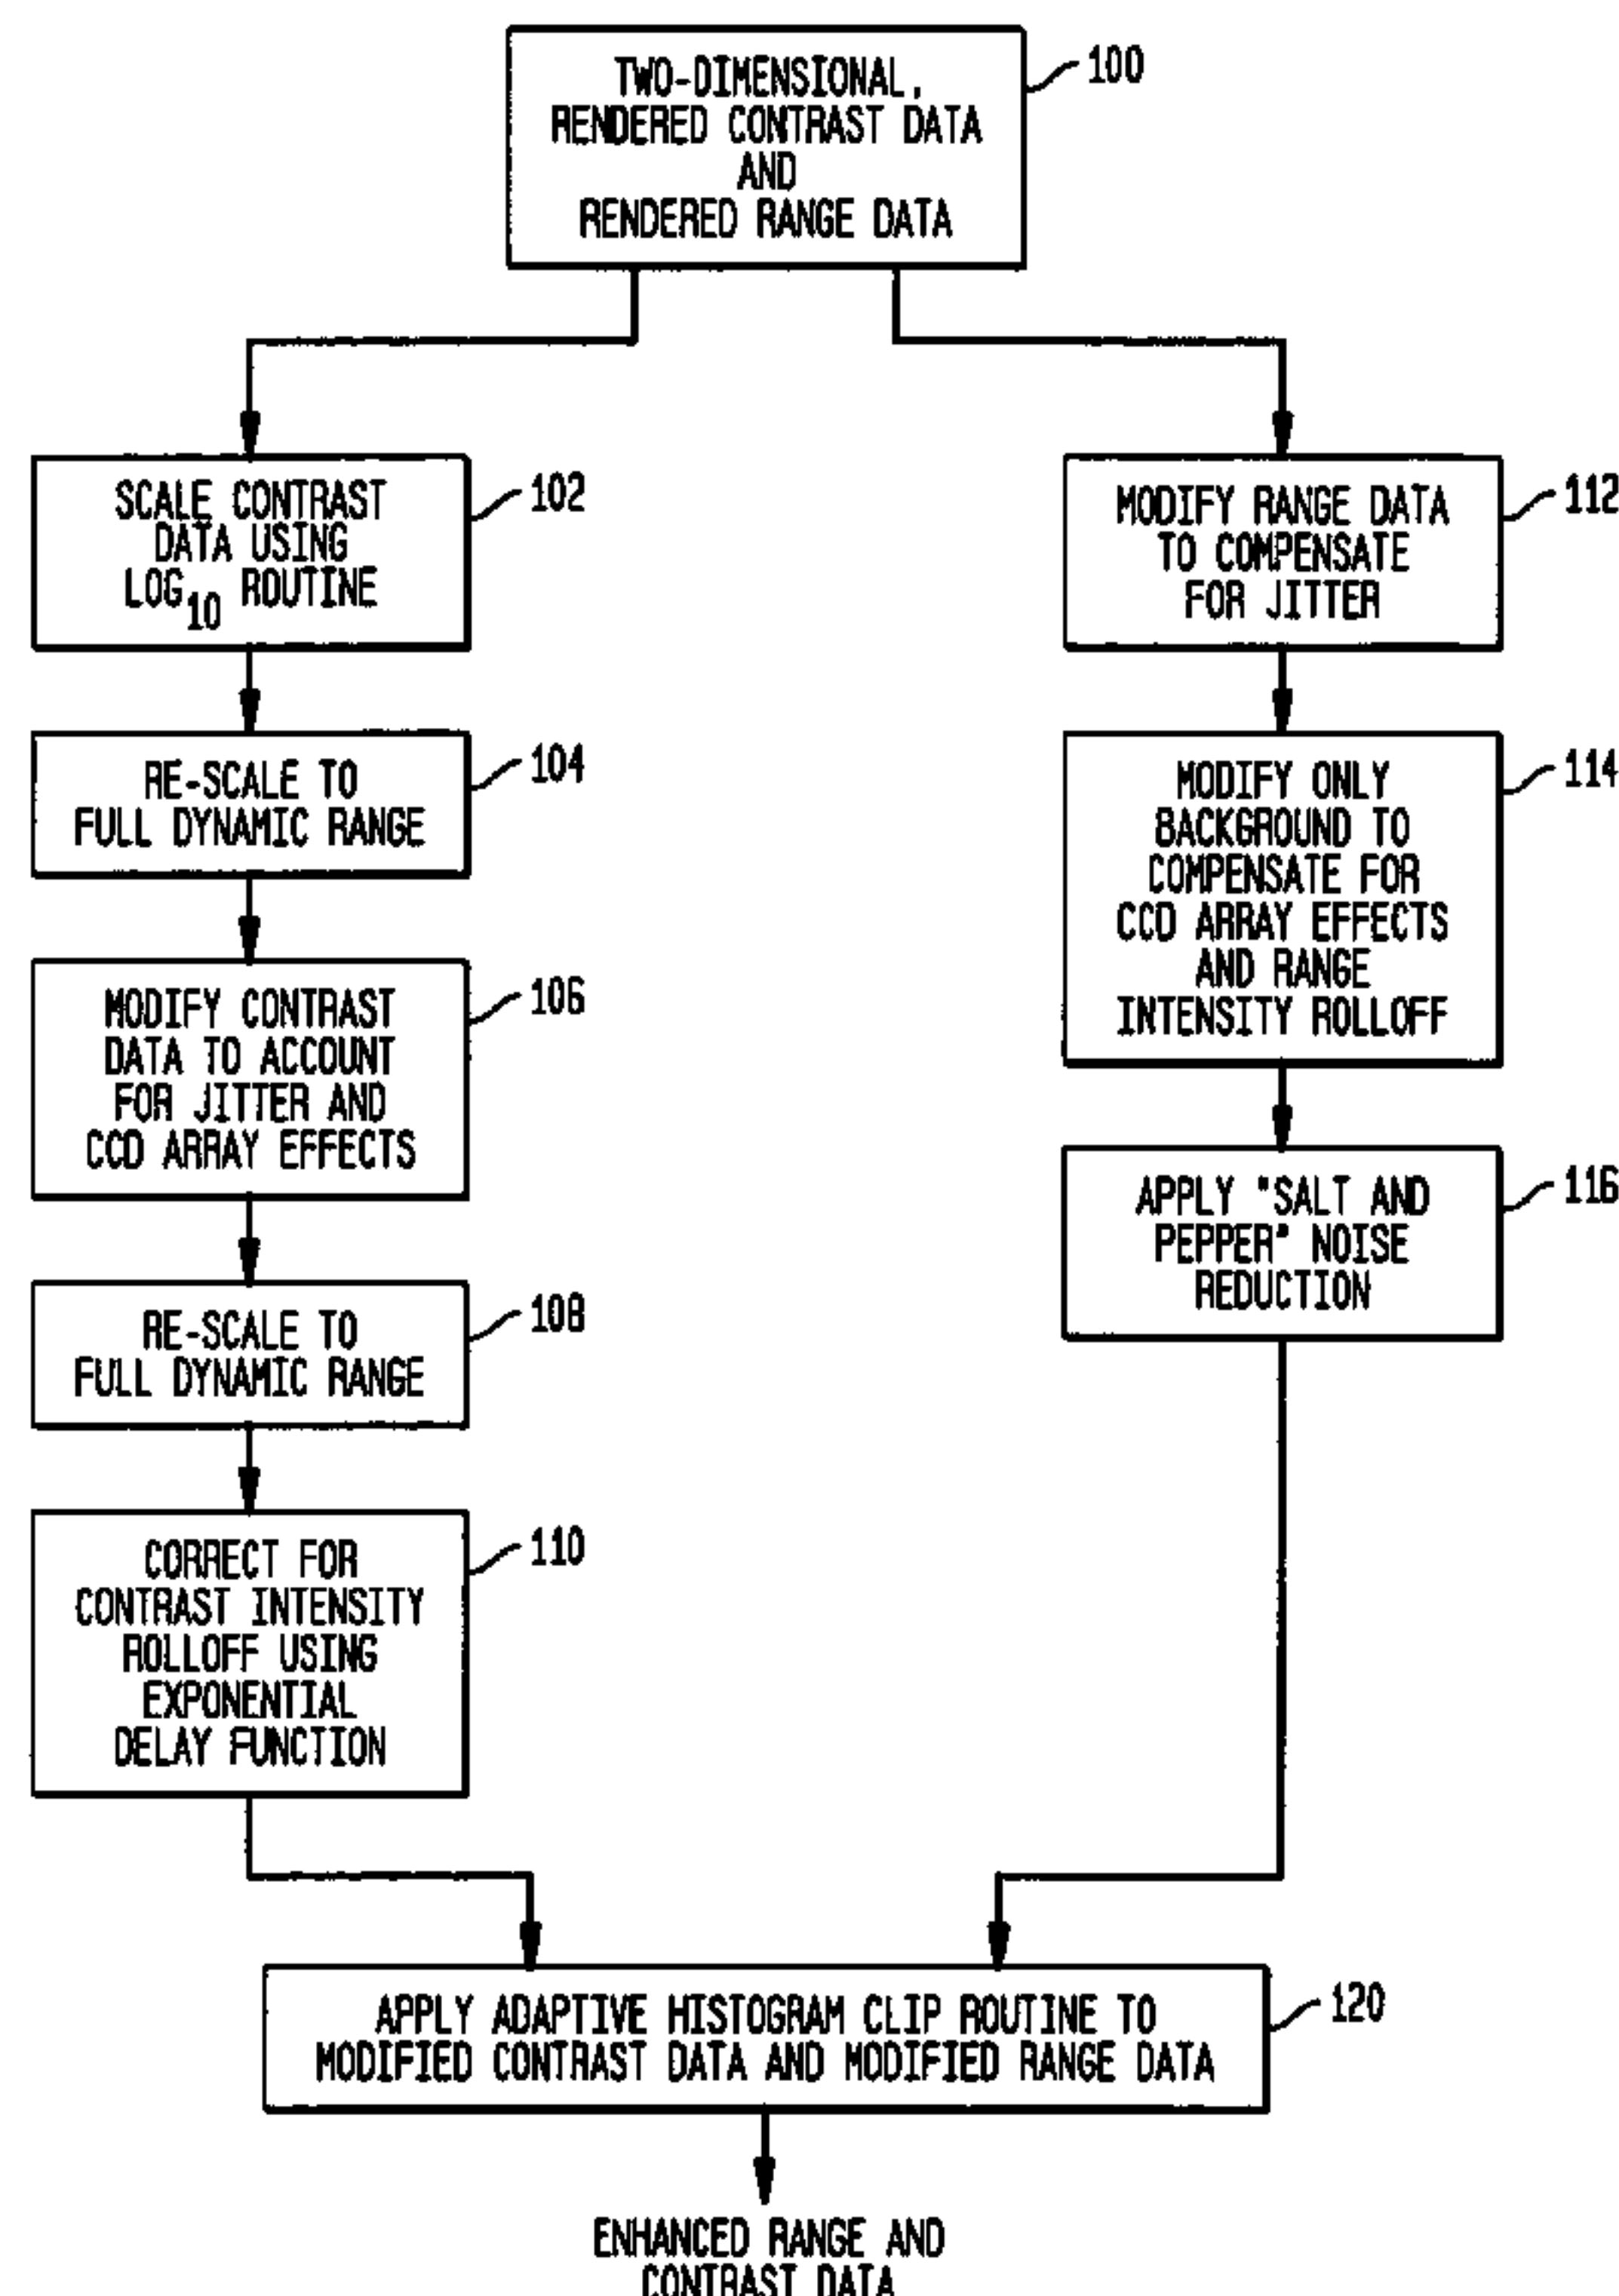 TWO-DIMENSIONAL,
RENDERED CONTRAST DATA
AND
RENDERED RANGE DATA
100
SCALE CONTRAST
DATA USING
LOG10 ROUTINE
102
RE-SCALE TO
FULL DYNAMIC RANGE
104
MODIFY CONTRAST
DATA TO ACCOUNT
FOR JITTER AND
CCD ARRAY EFFECTS
106
RE-SCALE TO
FULL DYNAMIC RANGE
108
CORRECT FOR
CONTRAST INTENSITY
ROLLOFF USING
EXPONENTIAL
DELAY FUNCTION
110
MODIFY RANGE DATA
TO COMPENSATE
FOR JITTER
112
MODIFY ONLY
BACKGROUND TO
COMPENSATE FOR
CCD ARRAY EFFECTS
AND RANGE
INTENSITY ROLLOFF
114
APPLY "SALT AND
PEPPER" NOISE
REDUCTION
116
APPLY ADAPTIVE HISTOGRAM CLIP ROUTINE TO
MODIFIED CONTRAST DATA AND MODIFIED RANGE DATA
120
ENHANCED RANGE AND
CONTRAST DATA